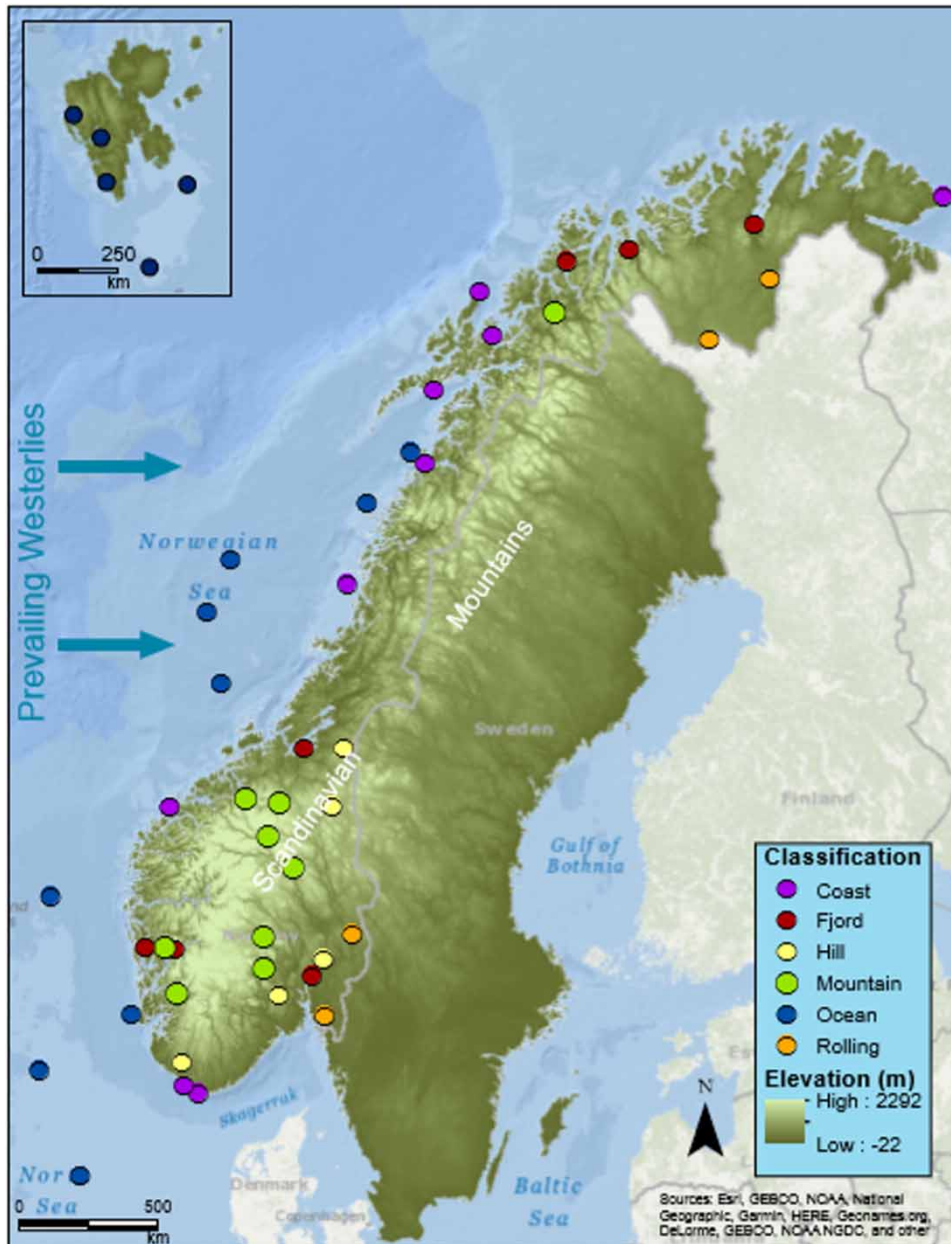 0 250
km
Prevailing Westerlies
Norwegian
Sea
Mountains
Scandinavian
Sweden
Finland
Gulf of
Bothnia
Classification
Coast
Fjord
Hill
Mountain
Ocean
Rolling
Elevation (m)
High : 2292
Low : -22
N
Skagerrak
Denmark
Copenhagen
Baltic
Sea
Nor
Sea
0 500
km
Sources: Esri, GEBCO, NOAA, National
Geographic, Garmin, HERE, Geonames.org,
DeLorme, GEBCO, NOAA NGDC, and other